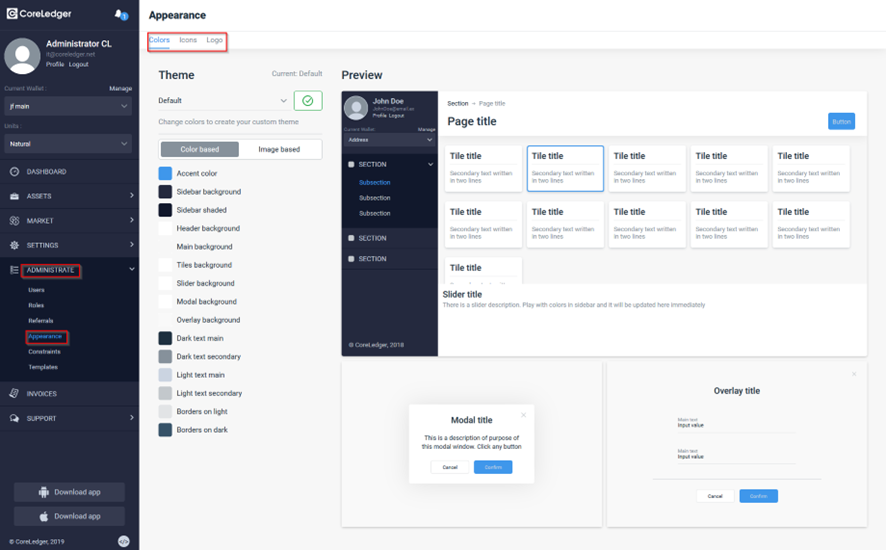 CoreLedger
1
Administrator CL
it@coreledger.net
Profile Logout
Current Wallet : Manage
jf main
Units :
Natural
DASHBOARD
ASSETS
MARKET
SETTINGS
ADMINISTRATE
Users
Roles
Referrals
Appearance
Constraints
Templates
INVOICES
SUPPORT
Download app
Download app
© CoreLedger, 2019
Appearance
Colors Icons Logo
Theme Current: Default
Default
Change colors to create your custom theme
Color based Image based
Accent color
Sidebar background
Sidebar shaded
Header background
Main background
Tiles background
Slider background
Modal background
Overlay background
Dark text main
Dark text secondary
Light text main
Light text secondary
Borders on light
Borders on dark
Preview
John Doe
Profile Logout
Current Wallet Manage
Address
SECTION
Subsection
Subsection
Subsection
SECTION
SECTION
© CoreLedger, 2018
Section → Page title
Page title
Button
Tile title Tile title Tile title Tile title Tile title
Secondary text written Secondary text written Secondary text written Secondary text written Secondary text written
in two lines in two lines in two lines in two lines in two lines
Tile title Tile title Tile title Tile title Tile title
Secondary text written Secondary text written Secondary text written Secondary text written Secondary text written
in two lines in two lines in two lines in two lines in two lines
Tile title
Slider title
There is a slider description. Play with colors in sidebar and it will be updated here immediately
Modal title
This is a description of purpose of
this modal window. Click any button
Cancel Confirm
Overlay title
Main text
Input value
Main text
Input value
Cancel Confirm